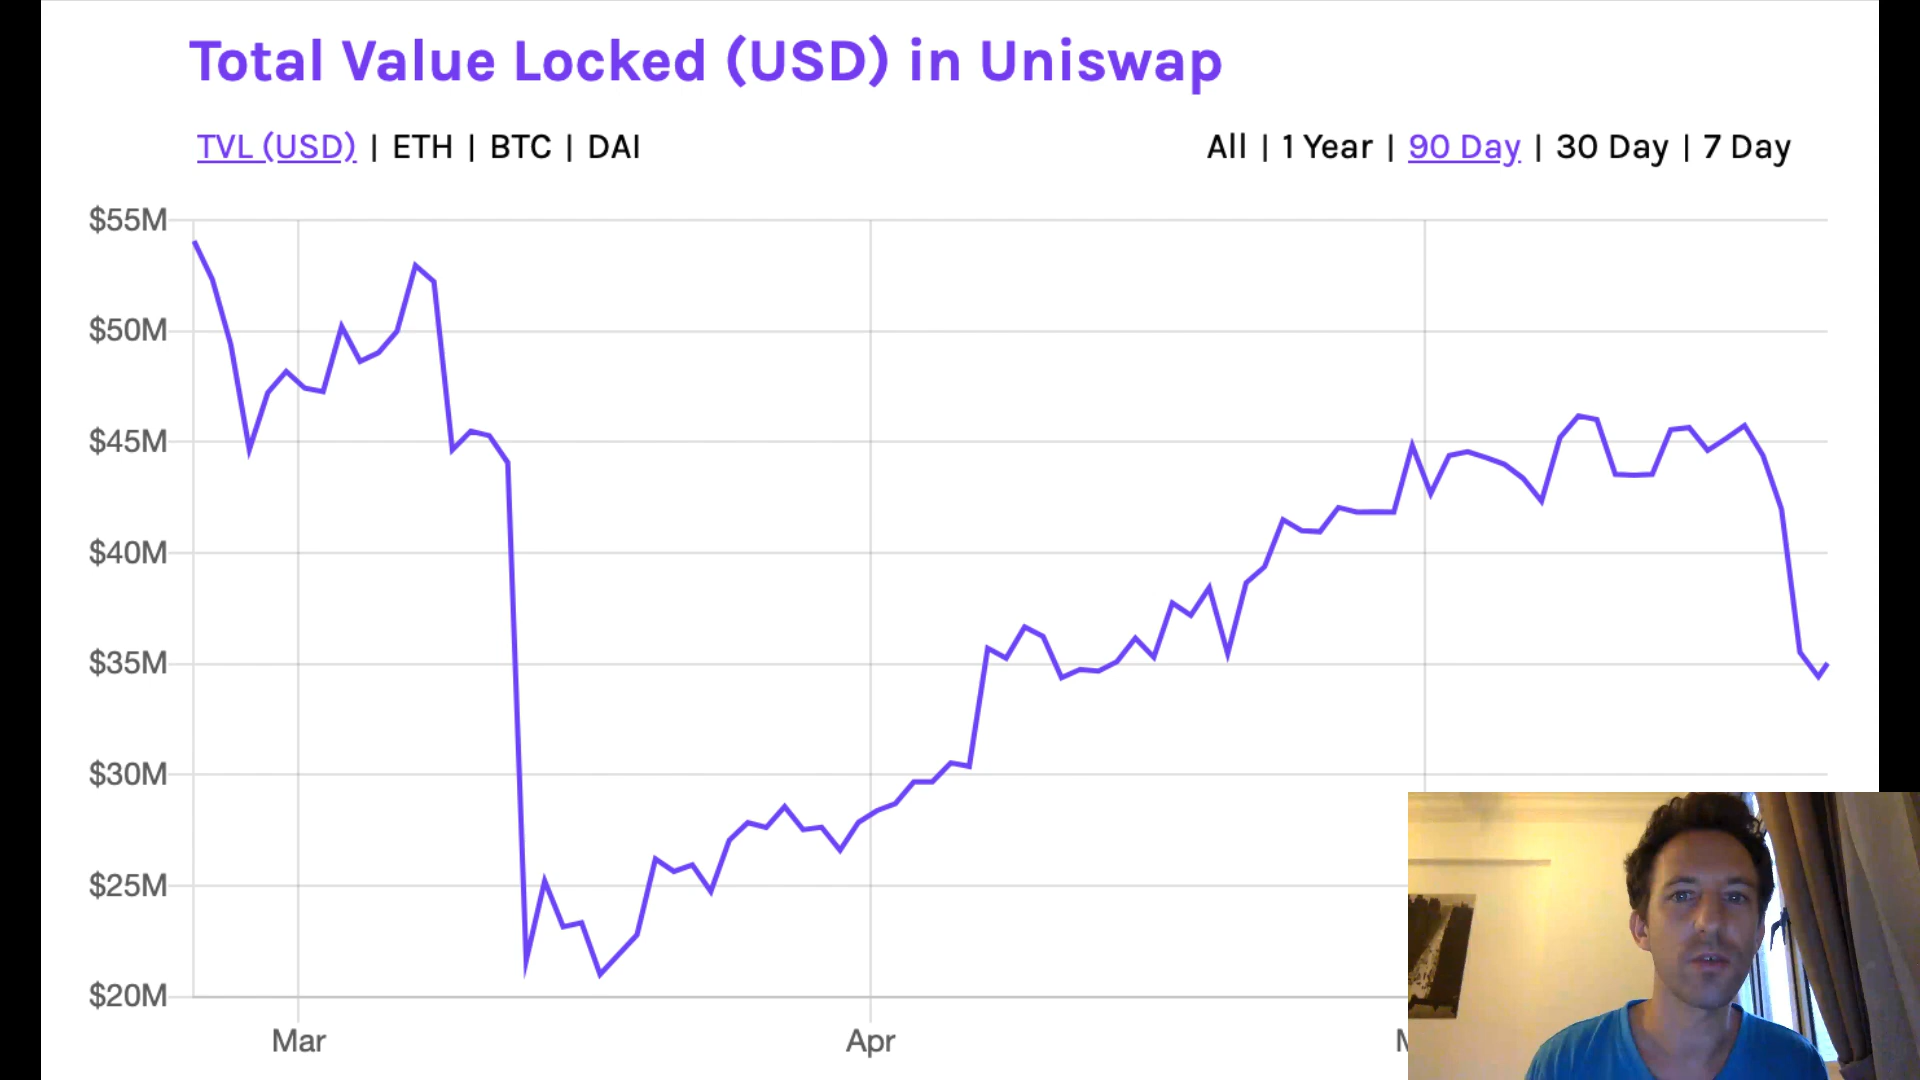 Total Value Locked (USD) in Uniswap
TVL (USD) | ETH | BTC | DAI
All | 1 Year | 90 Day | 30 Day | 7 Day
$55M
$50M
$45M
$40M
$35M
$30M
$25M
$20M
Mar
Apr